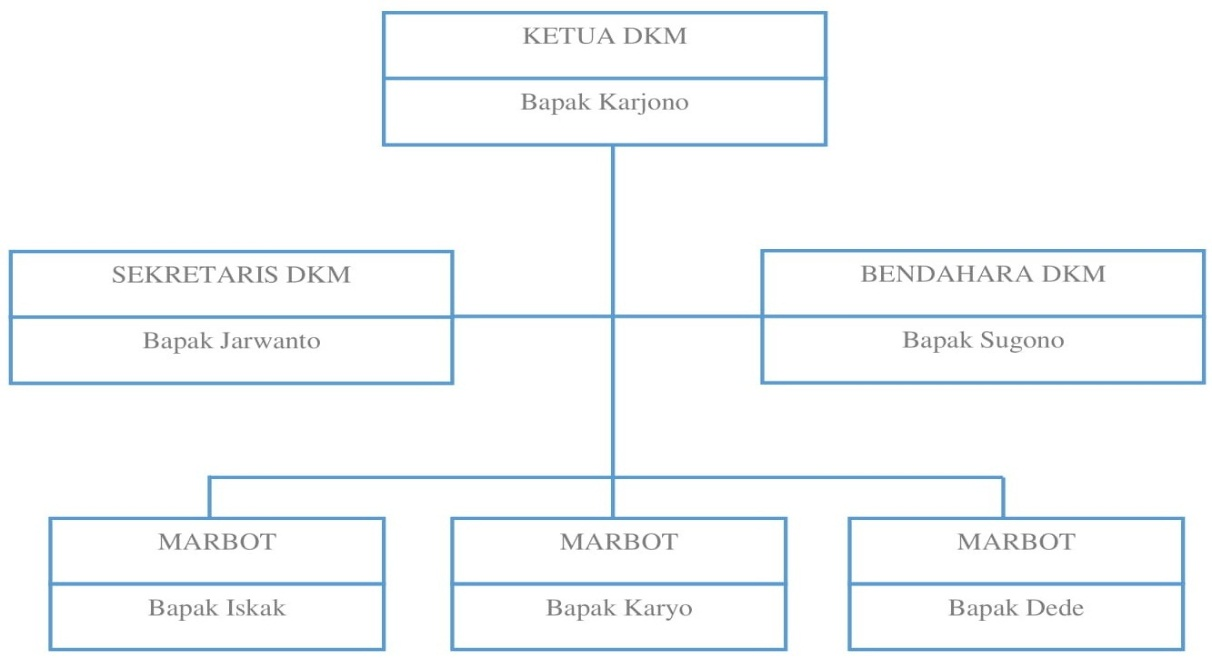 KETUA DKM
Bapak Karjono
SEKRETARIS DKM
Bapak Jarwanto
BENDAHARA DKM
Bapak Sugono
MARBOT
Bapak Iskak
MARBOT
Bapak Karyo
MARBOT
Bapak Dede